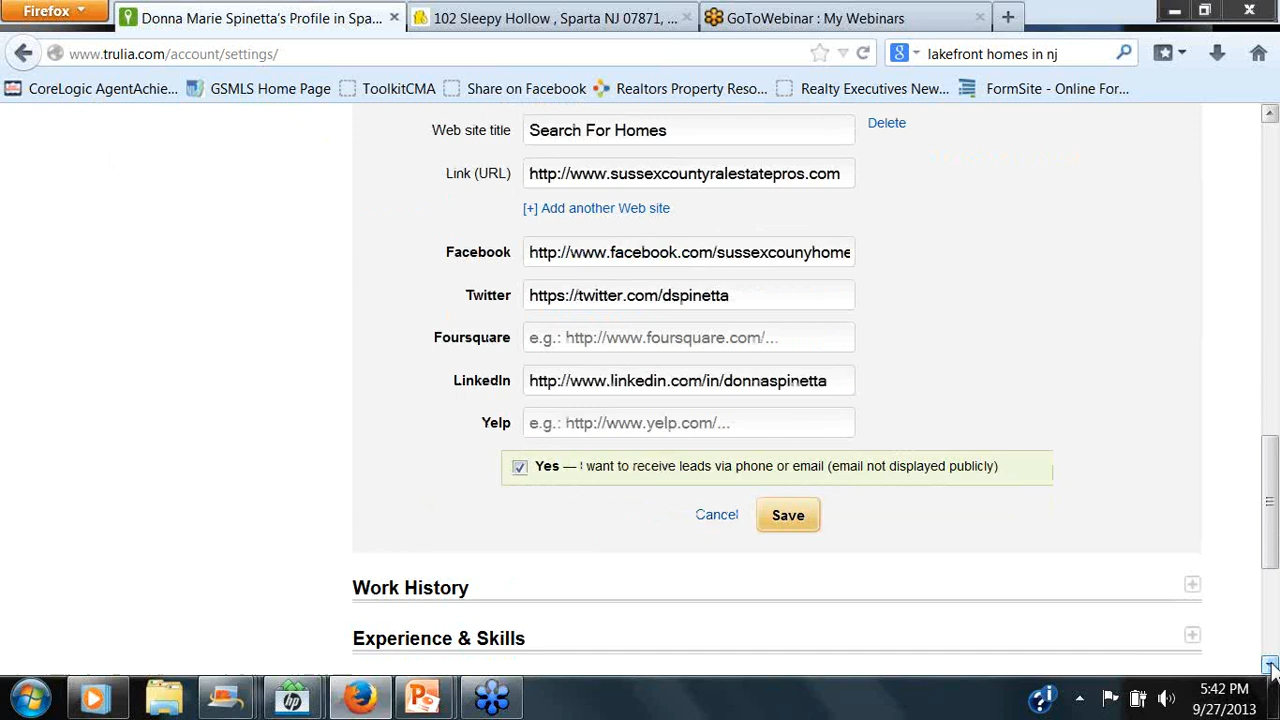 Firefox
Donna Marie Spinetta's Profile in Spa...
102 Sleepy Hollow , Sparta NJ 07871, ...
GoToWebinar : My Webinars
www.trulia.com/account/settings/
lakefront homes in nj
CoreLogic AgentAchie...
GSMLS Home Page
ToolkitCMA
Share on Facebook
Realtors Property Reso...
Realty Executives New...
FormSite - Online For...
Web site title
Search For Homes
Delete
Link (URL)
http://www.sussexcountyralestatepros.com
[+] Add another Web site
Facebook
http://www.facebook.com/sussexcounyhome
Twitter
https://twitter.com/dspinetta
Foursquare
e.g.: http://www.foursquare.com/...
LinkedIn
http://www.linkedin.com/in/donnaspinetta
Yelp
e.g.: http://www.yelp.com/...
Yes — I want to receive leads via phone or email (email not displayed publicly)
Cancel
Save
Work History
Experience & Skills
5:42 PM
9/27/2013